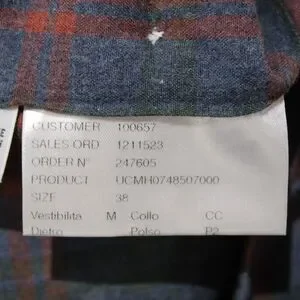 CUSTOMER 100657
SALES ORD 1211523
ORDER N° 247605
PRODUCT UCMH0748507000
SIZE 38
Vestibilita M Collo CC
Dietro Polso P2